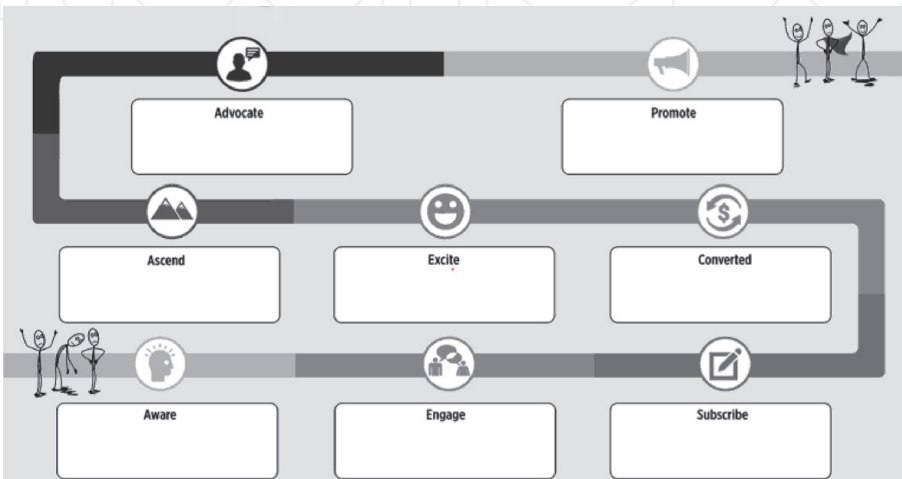 Advocate
Promote
Ascend
Excite
Converted
Aware
Engage
Subscribe